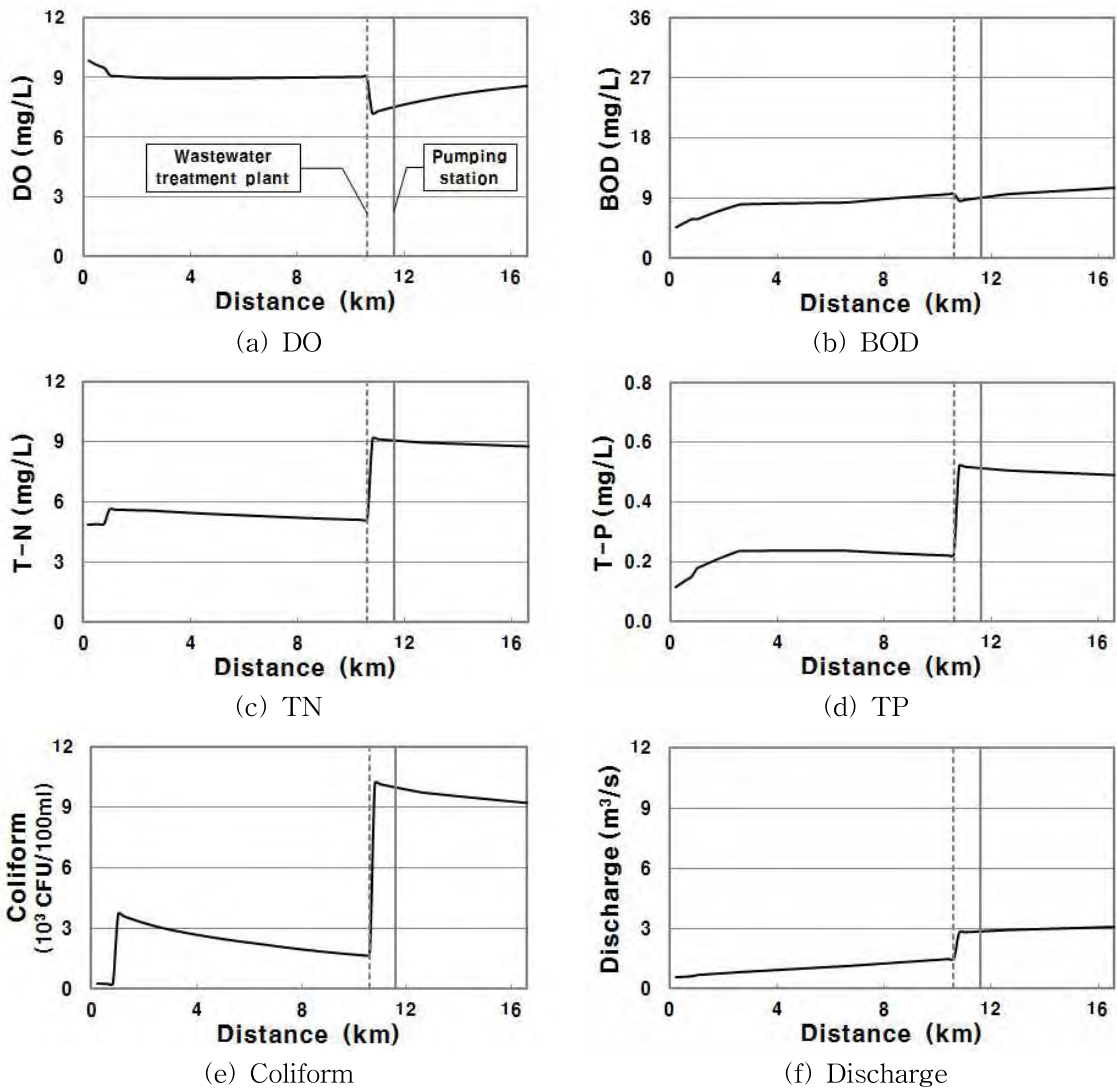 12
9
6
3
0
DO (mg/L)
Wastewater
treatment plant
Pumping
station
0 4 8 12 16
Distance (km)
(a) DO
36
27
18
9
0
BOD (mg/L)
0 4 8 12 16
Distance (km)
(b) BOD
12
9
6
3
0
T-N (mg/L)
0 4 8 12 16
Distance (km)
(c) TN
0.8
0.6
0.4
0.2
0.0
T-P (mg/L)
0 4 8 12 16
Distance (km)
(d) TP
12
9
6
3
0
Coliform
(10³ CFU/100ml)
0 4 8 12 16
Distance (km)
(e) Coliform
12
9
6
3
0
Discharge (m³/s)
0 4 8 12 16
Distance (km)
(f) Discharge